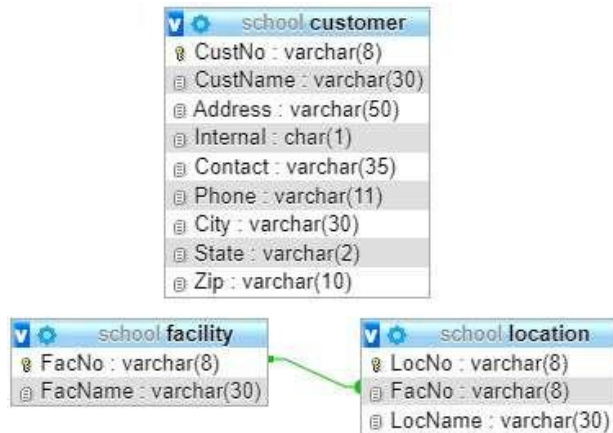 school customer
CustNo : varchar(8)
CustName : varchar(30)
Address : varchar(50)
Internal : char(1)
Contact : varchar(35)
Phone : varchar(11)
City : varchar(30)
State : varchar(2)
Zip : varchar(10)
school facility
FacNo : varchar(8)
FacName : varchar(30)
school location
LocNo : varchar(8)
FacNo : varchar(8)
LocName : varchar(30)